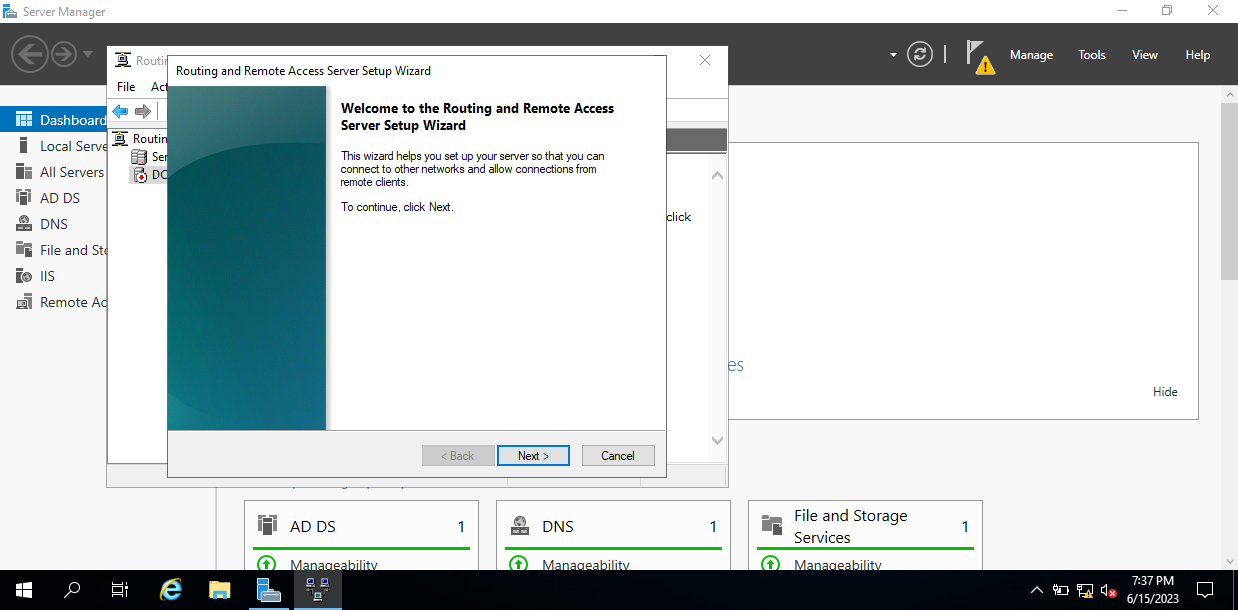 Server Manager
Manage
Tools
View
Help
File
Routing and Remote Access Server Setup Wizard
Welcome to the Routing and Remote Access
Server Setup Wizard
This wizard helps you set up your server so that you can
connect to other networks and allow connections from
remote clients.
To continue, click Next.
< Back
Next >
Cancel
click
Dashboard
Local Serve
All Servers
AD DS
DNS
File and Sto
IIS
Remote Ac
Routin
Ser
DC
es
Hide
AD DS
1
Manageability
DNS
1
Manageability
File and Storage
Services
1
Manageability
7:37 PM
6/15/2023